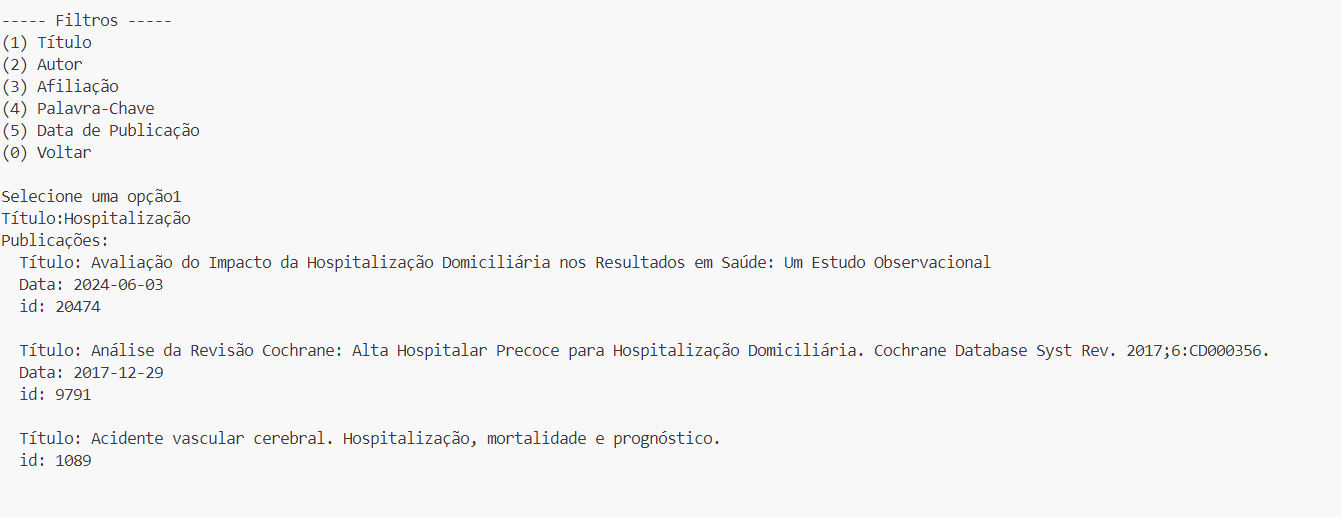 ----- Filtros -----
(1) Título
(2) Autor
(3) Afiliação
(4) Palavra-Chave
(5) Data de Publicação
(0) Voltar
Selecione uma opção1
Título:Hospitalização
Publicações:
Título: Avaliação do Impacto da Hospitalização Domiciliária nos Resultados em Saúde: Um Estudo Observacional
Data: 2024-06-03
id: 20474
Título: Análise da Revisão Cochrane: Alta Hospitalar Precoce para Hospitalização Domiciliária. Cochrane Database Syst Rev. 2017;6:CD000356.
Data: 2017-12-29
id: 9791
Título: Acidente vascular cerebral. Hospitalização, mortalidade e prognóstico.
id: 1089